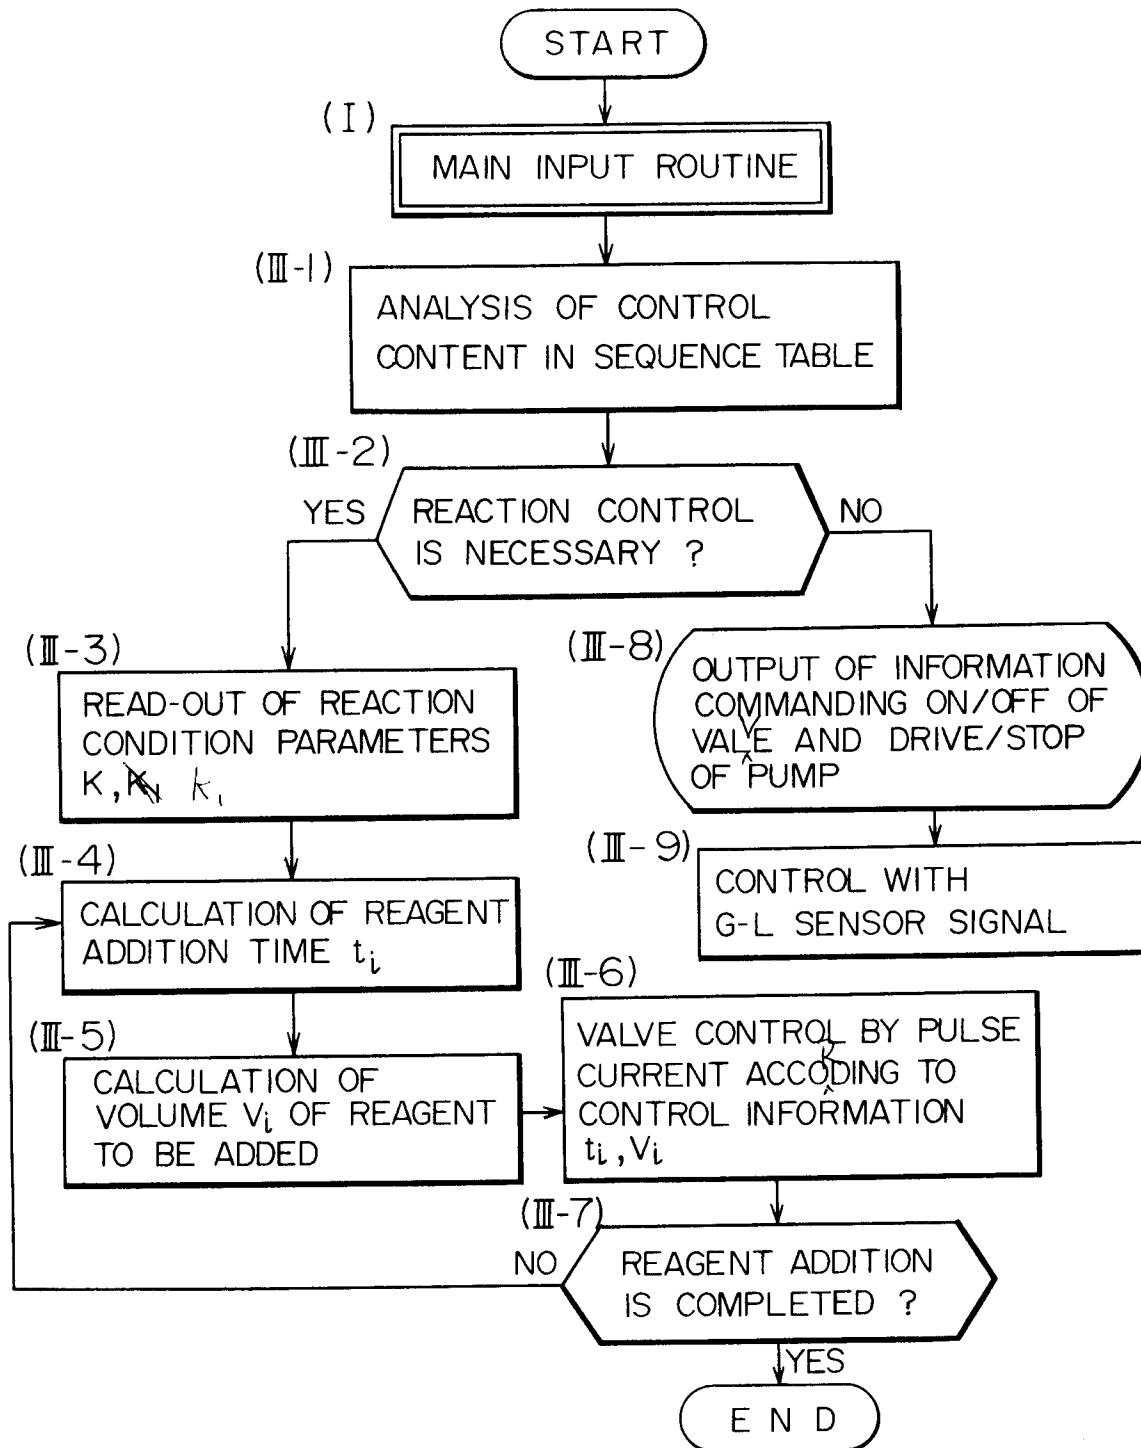 START
(I)
MAIN INPUT ROUTINE
(III-1)
ANALYSIS OF CONTROL
CONTENT IN SEQUENCE TABLE
(III-2)
YES
REACTION CONTROL
IS NECESSARY ?
NO
(III-3)
READ-OUT OF REACTION
CONDITION PARAMETERS
K, K₁ k₁
(III-8)
OUTPUT OF INFORMATION
COMMANDING ON/OFF OF
VALVE AND DRIVE/STOP
OF PUMP
(III-9)
CONTROL WITH
G-L SENSOR SIGNAL
(III-4)
CALCULATION OF REAGENT
ADDITION TIME ti
(III-5)
CALCULATION OF
VOLUME Vi OF REAGENT
TO BE ADDED
(III-6)
VALVE CONTROL BY PULSE
CURRENT ACCORDING TO
CONTROL INFORMATION
ti, Vi
(III-7)
NO
REAGENT ADDITION
IS COMPLETED ?
YES
END